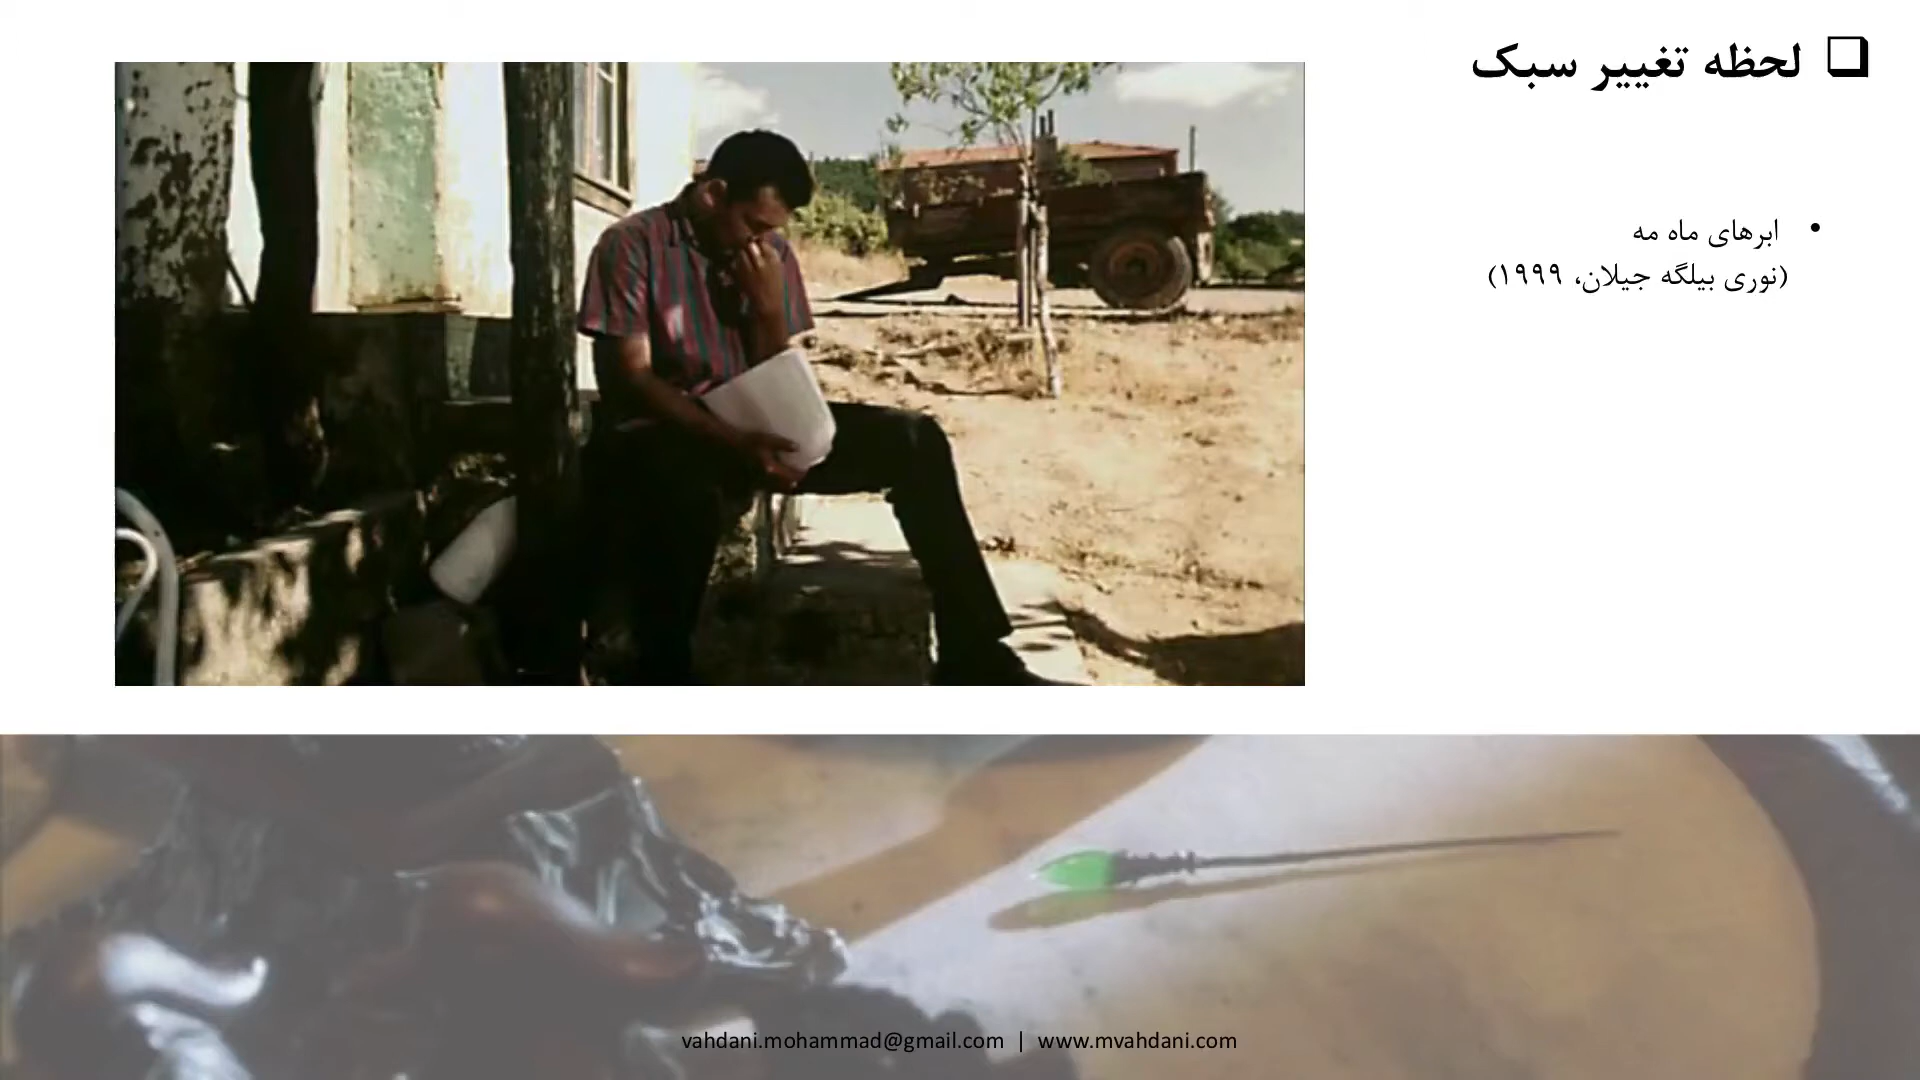 ❑ لحظه تغییر سبک
• ابرهای ماه مه
(نوری بیلگه جیلان، ۱۹۹۹)
vahdani.mohammad@gmail.com | www.mvahdani.com